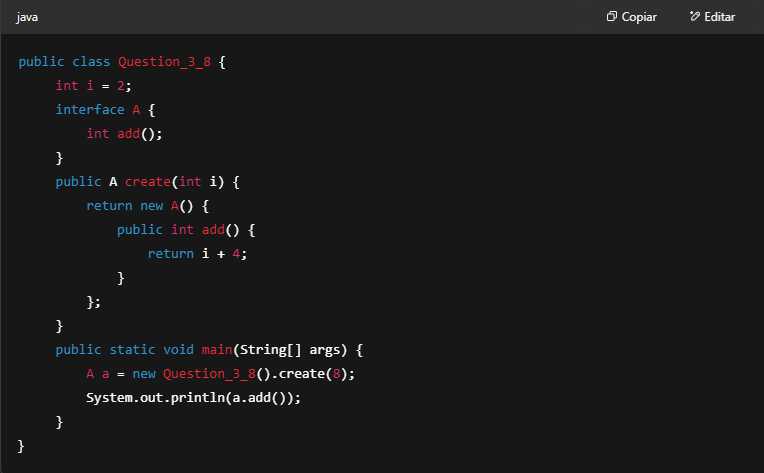 java
Copiar
Editar
public class Question_3_8 {
int i = 2;
interface A {
int add();
}
public A create(int i) {
return new A() {
public int add() {
return i + 4;
}
};
}
public static void main(String[] args) {
A a = new Question_3_8().create(8);
System.out.println(a.add());
}
}